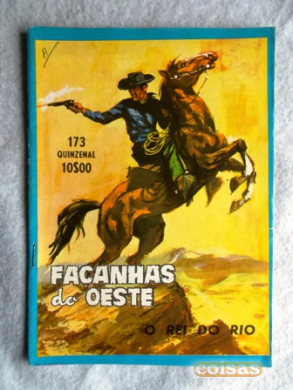 173
QUINZENAL
10$00
FAÇANHAS
do OESTE
O REI DO RIO
coisas